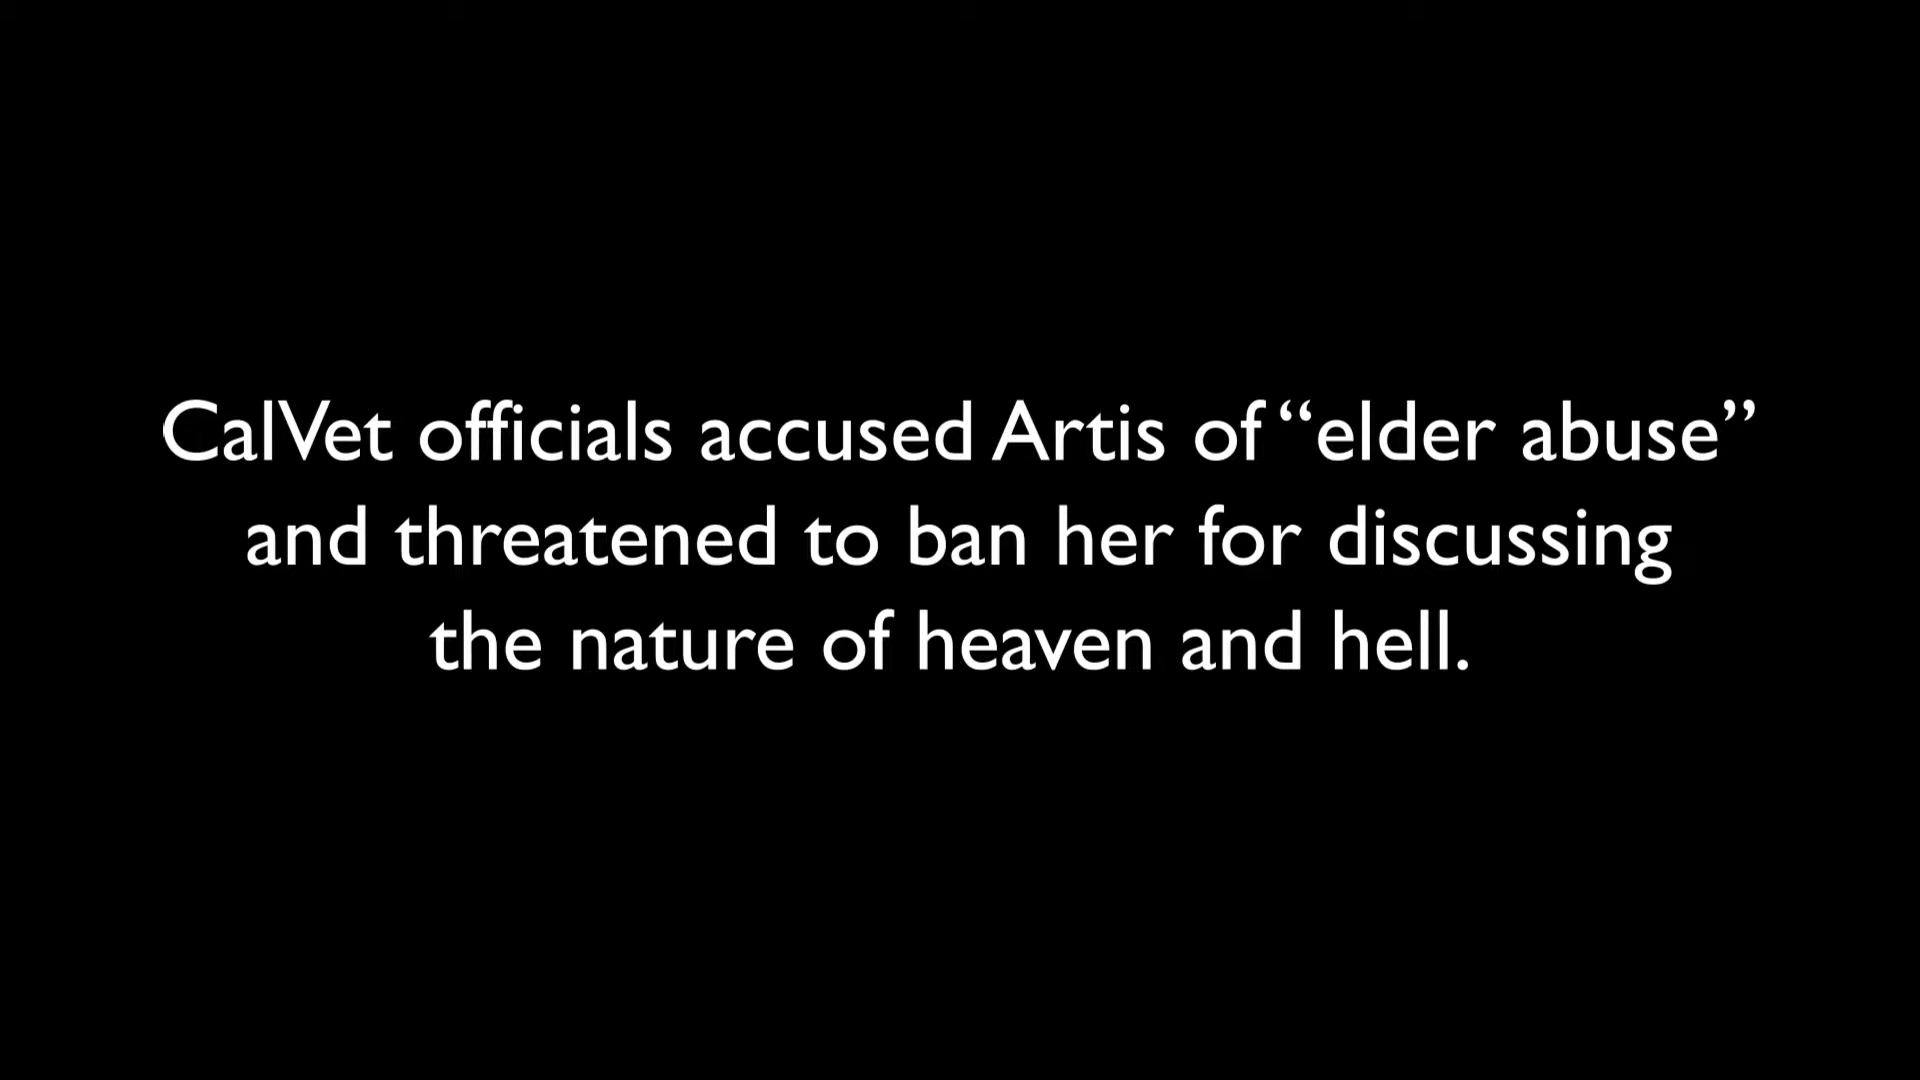 CalVet officials accused Artis of “elder abuse”
and threatened to ban her for discussing
the nature of heaven and hell.